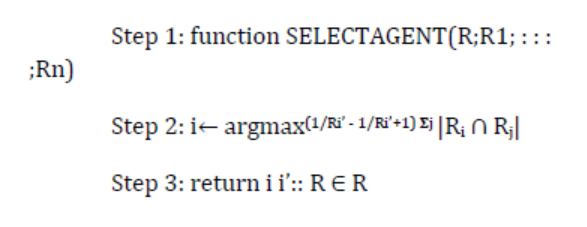 Step 1: function SELECTAGENT(R;R1; : : :
;Rn)
Step 2: i← argmax(1/Ri′ - 1/Ri′+1) Σj |Ri ∩ Rj|
Step 3: return i i′:: R ∈ R